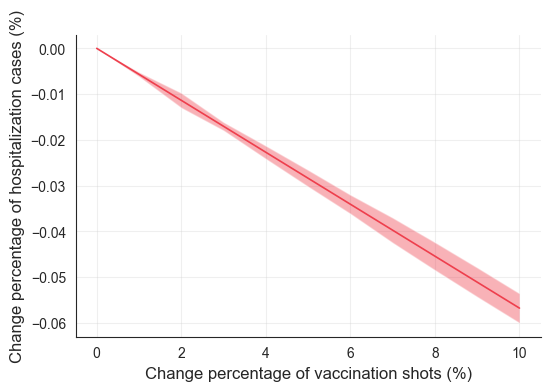 Change percentage of hospitalization cases (%)
0.00
−0.01
−0.02
−0.03
−0.04
−0.05
−0.06
0 2 4 6 8 10
Change percentage of vaccination shots (%)